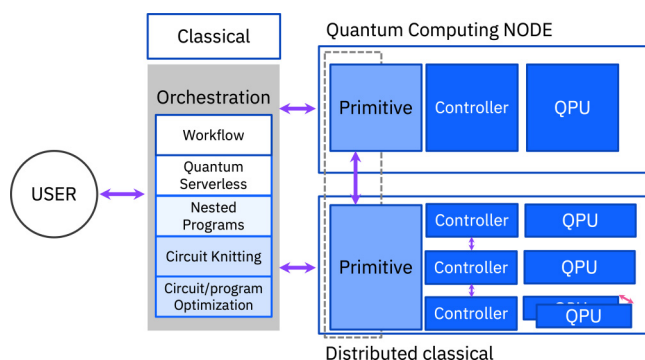 Classical
Quantum Computing NODE
Orchestration
Workflow
Quantum
Serverless
Nested
Programs
Circuit Knitting
Circuit/program
Optimization
USER
Primitive
Controller
QPU
Primitive
Controller
QPU
Controller
QPU
Controller
QPU
QPU
Distributed classical